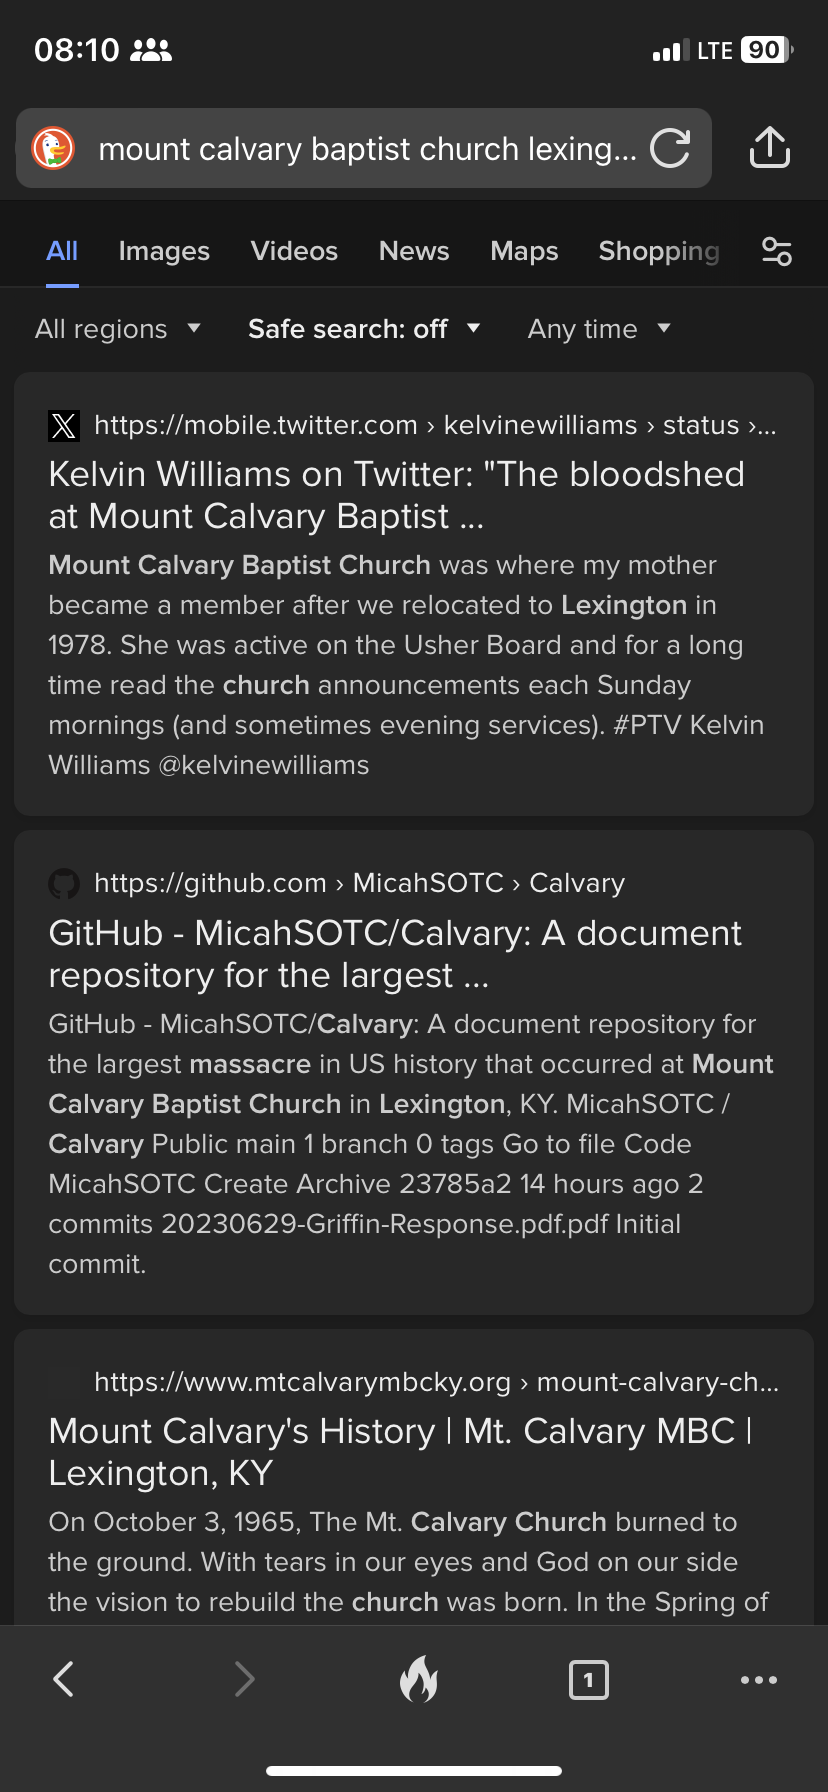 08:10
LTE 90
mount calvary baptist church lexing...
All Images Videos News Maps Shopping
All regions Safe search: off Any time
https://mobile.twitter.com › kelvinewilliams › status ›...
Kelvin Williams on Twitter: "The bloodshed
at Mount Calvary Baptist ...
Mount Calvary Baptist Church was where my mother
became a member after we relocated to Lexington in
1978. She was active on the Usher Board and for a long
time read the church announcements each Sunday
mornings (and sometimes evening services). #PTV Kelvin
Williams @kelvinewilliams
https://github.com › MicahSOTC › Calvary
GitHub - MicahSOTC/Calvary: A document
repository for the largest ...
GitHub - MicahSOTC/Calvary: A document repository for
the largest massacre in US history that occurred at Mount
Calvary Baptist Church in Lexington, KY. MicahSOTC /
Calvary Public main 1 branch 0 tags Go to file Code
MicahSOTC Create Archive 23785a2 14 hours ago 2
commits 20230629-Griffin-Response.pdf.pdf Initial
commit.
https://www.mtcalvarymbcky.org › mount-calvary-ch...
Mount Calvary's History | Mt. Calvary MBC |
Lexington, KY
On October 3, 1965, The Mt. Calvary Church burned to
the ground. With tears in our eyes and God on our side
the vision to rebuild the church was born. In the Spring of
1